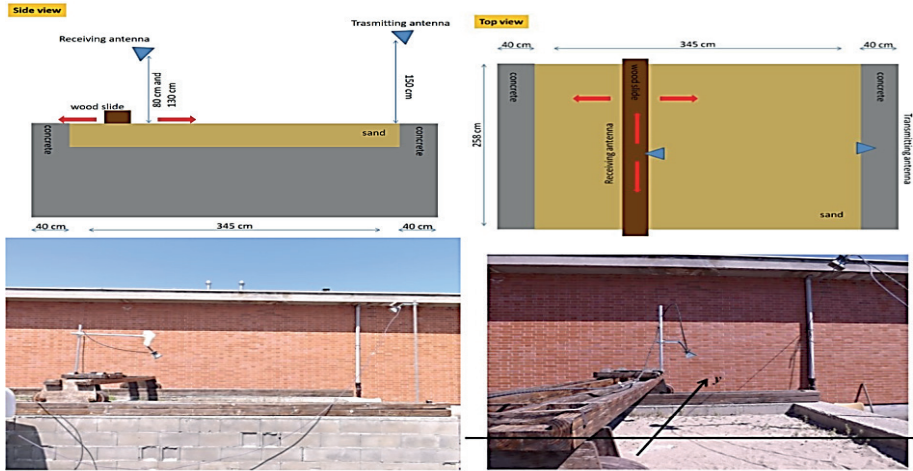 Side view
Trasmitting antenna
Receiving antenna
80 cm and
130 cm
150 cm
wood slide
concrete
sand
concrete
40 cm
345 cm
40 cm
Top view
40 cm
345 cm
40 cm
concrete
wood slide
concrete
258 cm
Receiving antenna
Transmitting antenna
sand
y